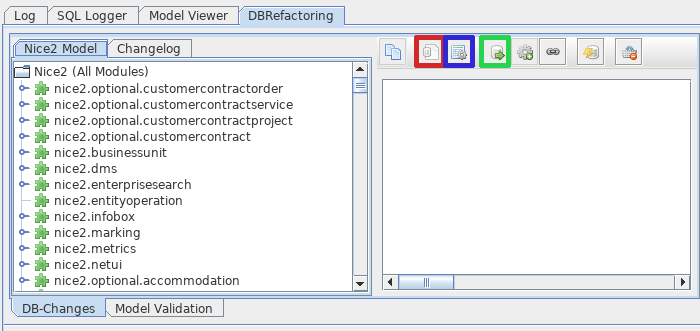 Log SQL Logger Model Viewer DBRefactoring
Nice2 Model Changelog
Nice2 (All Modules)
nice2.optional.customercontractorder
nice2.optional.customercontractservice
nice2.optional.customercontractproject
nice2.optional.customercontract
nice2.businessunit
nice2.dms
nice2.enterprisesearch
nice2.entityoperation
nice2.infobox
nice2.marking
nice2.metrics
nice2.netui
nice2.optional.accommodation
DB-Changes Model Validation